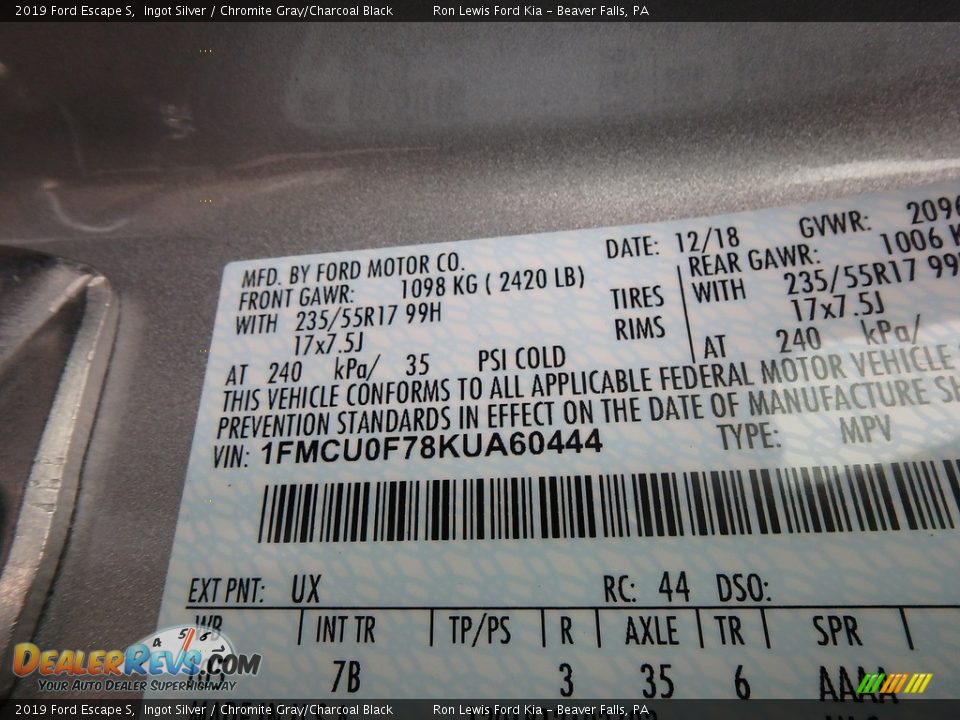 2019 Ford Escape S, Ingot Silver / Chromite Gray/Charcoal Black Ron Lewis Ford Kia - Beaver Falls, PA
MFD. BY FORD MOTOR CO. DATE: 12/18 GVWR: 2096
FRONT GAWR: 1098 KG ( 2420 LB) REAR GAWR: 1006 K
WITH 235/55R17 99H TIRES WITH 235/55R17 99H
17x7.5J RIMS 17x7.5J
AT 240 kPa/ 35 PSI COLD AT 240 kPa/
THIS VEHICLE CONFORMS TO ALL APPLICABLE FEDERAL MOTOR VEHICLE
PREVENTION STANDARDS IN EFFECT ON THE DATE OF MANUFACTURE SH
VIN: 1FMCU0F78KUA60444 TYPE: MPV
EXT PNT: UX RC: 44 DSO:
WB INT TR TP/PS R AXLE TR SPR
7B 3 35 6 AAAA
DEALERREVS.COM
YOUR AUTO DEALER SUPERHIGHWAY
2019 Ford Escape S, Ingot Silver / Chromite Gray/Charcoal Black Ron Lewis Ford Kia - Beaver Falls, PA